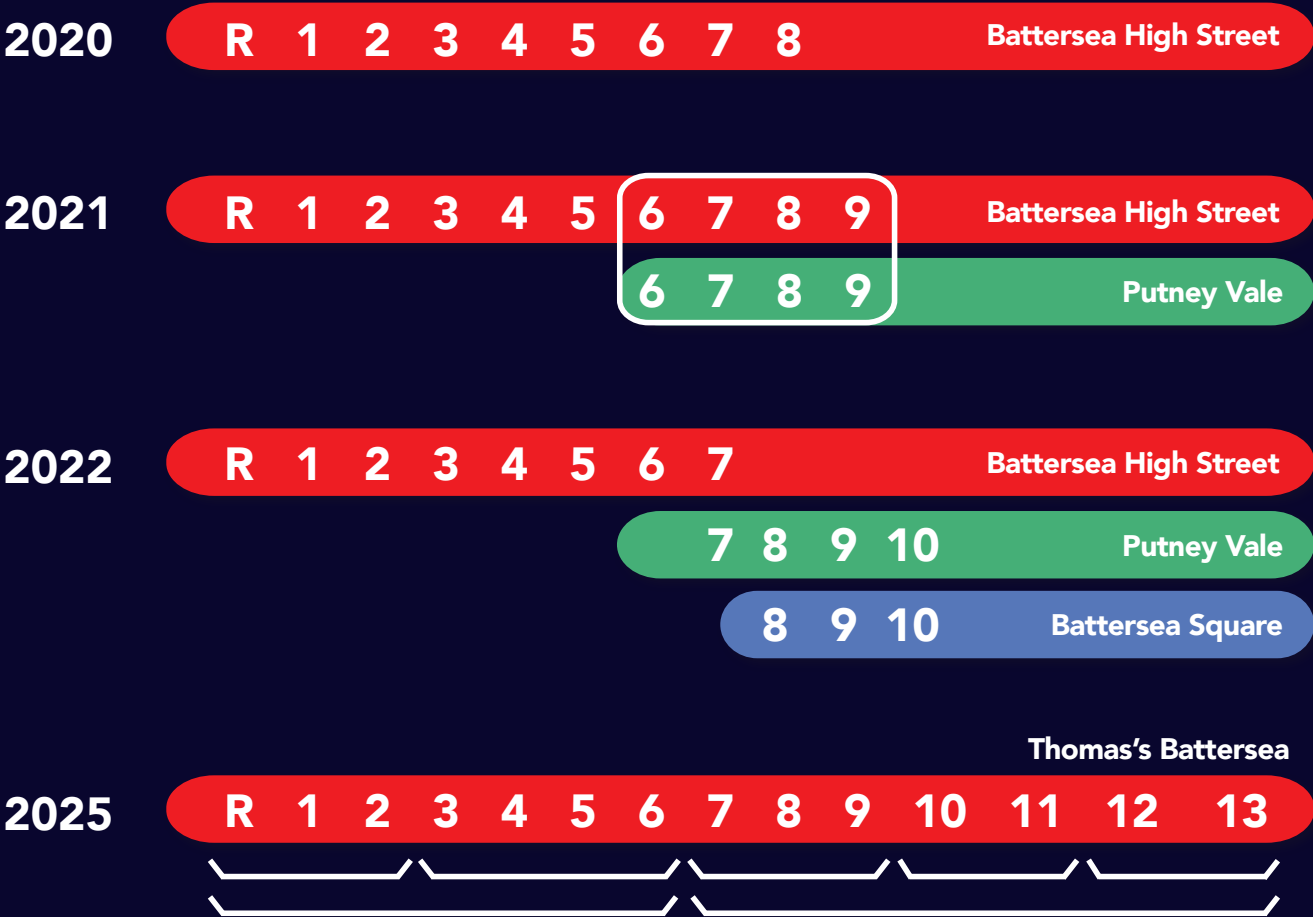 2020 R 1 2 3 4 5 6 7 8 Battersea High Street
2021 R 1 2 3 4 5 6 7 8 9 Battersea High Street
6 7 8 9 Putney Vale
2022 R 1 2 3 4 5 6 7 Battersea High Street
7 8 9 10 Putney Vale
8 9 10 Battersea Square
Thomas’s Battersea
2025 R 1 2 3 4 5 6 7 8 9 10 11 12 13